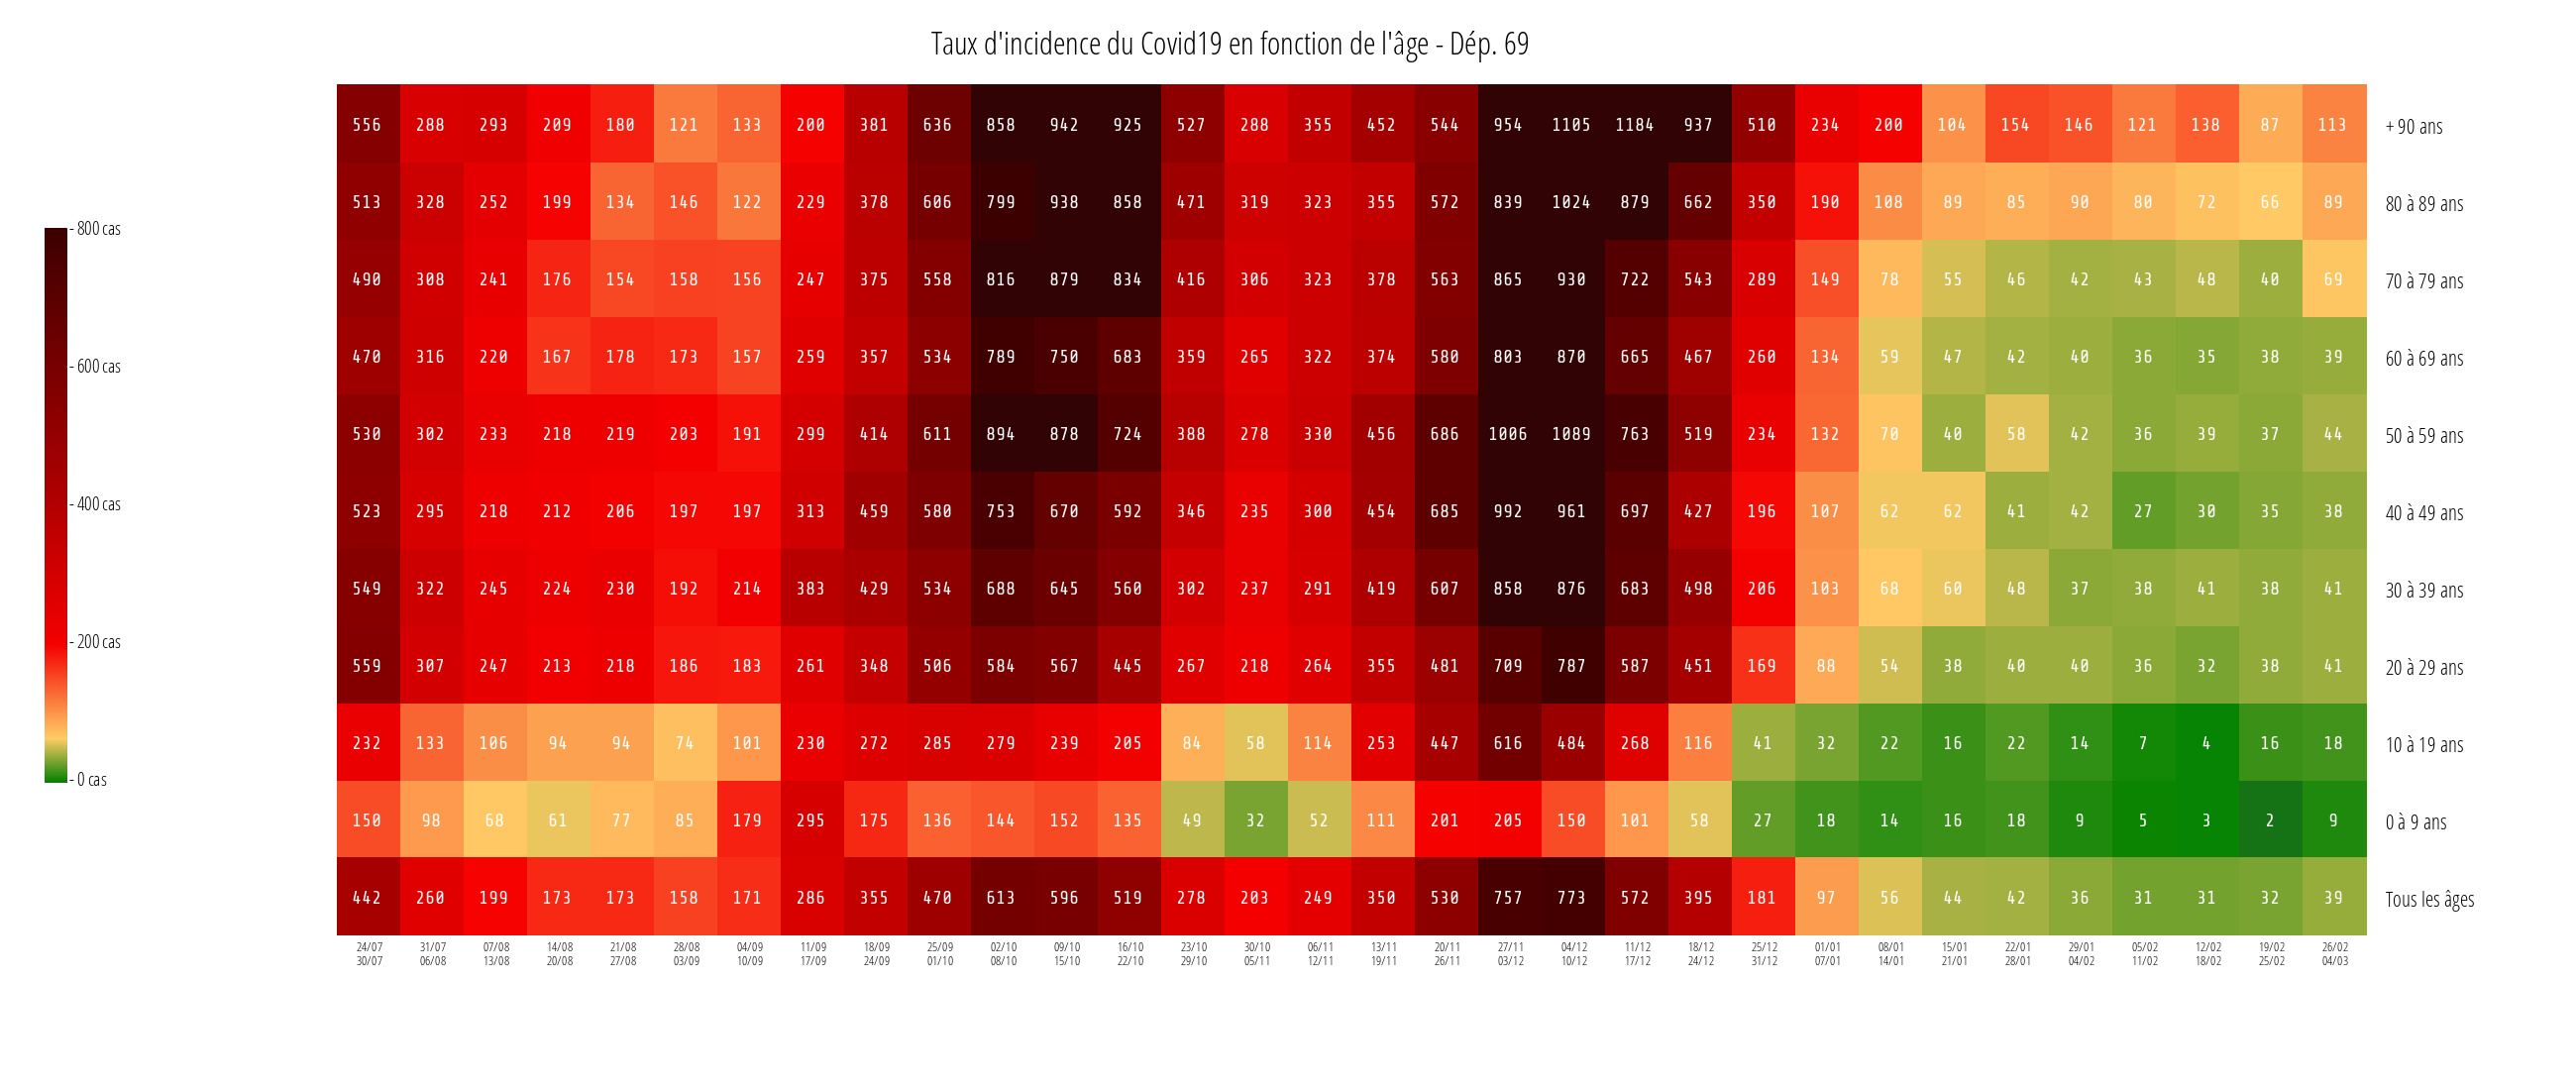 Taux d'incidence du Covid19 en fonction de l'âge - Dép. 69
- 800 cas
- 600 cas
- 400 cas
- 200 cas
- 0 cas
556 288 293 209 180 121 133 200 381 636 858 942 925 527 288 355 452 544 954 1105 1184 937 510 234 200 104 154 146 121 138 87 113 + 90 ans
513 328 252 199 134 146 122 229 378 606 799 938 858 471 319 323 355 572 839 1024 879 662 350 190 108 89 85 90 80 72 66 89 80 à 89 ans
490 308 241 176 154 158 156 247 375 558 816 879 834 416 306 323 378 563 865 930 722 543 289 149 78 55 46 42 43 48 40 69 70 à 79 ans
470 316 220 167 178 173 157 259 357 534 789 750 683 359 265 322 374 580 803 870 665 467 260 134 59 47 42 40 36 35 38 39 60 à 69 ans
530 302 233 218 219 203 191 299 414 611 894 878 724 388 278 330 456 686 1006 1089 763 519 234 132 70 40 58 42 36 39 37 44 50 à 59 ans
523 295 218 212 206 197 197 313 459 580 753 670 592 346 235 300 454 685 992 961 697 427 196 107 62 62 41 42 27 30 35 38 40 à 49 ans
549 322 245 224 230 192 214 383 429 534 688 645 560 302 237 291 419 607 858 876 683 498 206 103 68 60 48 37 38 41 38 41 30 à 39 ans
559 307 247 213 218 186 183 261 348 506 584 567 445 267 218 264 355 481 709 787 587 451 169 88 54 38 40 40 36 32 38 41 20 à 29 ans
232 133 106 94 94 74 101 230 272 285 279 239 205 84 58 114 253 447 616 484 268 116 41 32 22 16 22 14 7 4 16 18 10 à 19 ans
150 98 68 61 77 85 179 295 175 136 144 152 135 49 32 52 111 201 205 150 101 58 27 18 14 16 18 9 5 3 2 9 0 à 9 ans
442 260 199 173 173 158 171 286 355 470 613 596 519 278 203 249 350 530 757 773 572 395 181 97 56 44 42 36 31 31 32 39 Tous les âges
24/07 31/07 07/08 14/08 21/08 28/08 04/09 11/09 18/09 25/09 02/10 09/10 16/10 23/10 30/10 06/11 13/11 20/11 27/11 04/12 11/12 18/12 25/12 01/01 08/01 15/01 22/01 29/01 05/02 12/02 19/02 26/02
30/07 06/08 13/08 20/08 27/08 03/09 10/09 17/09 24/09 01/10 08/10 15/10 22/10 29/10 05/11 12/11 19/11 26/11 03/12 10/12 17/12 24/12 31/12 07/01 14/01 21/01 28/01 04/02 11/02 18/02 25/02 04/03